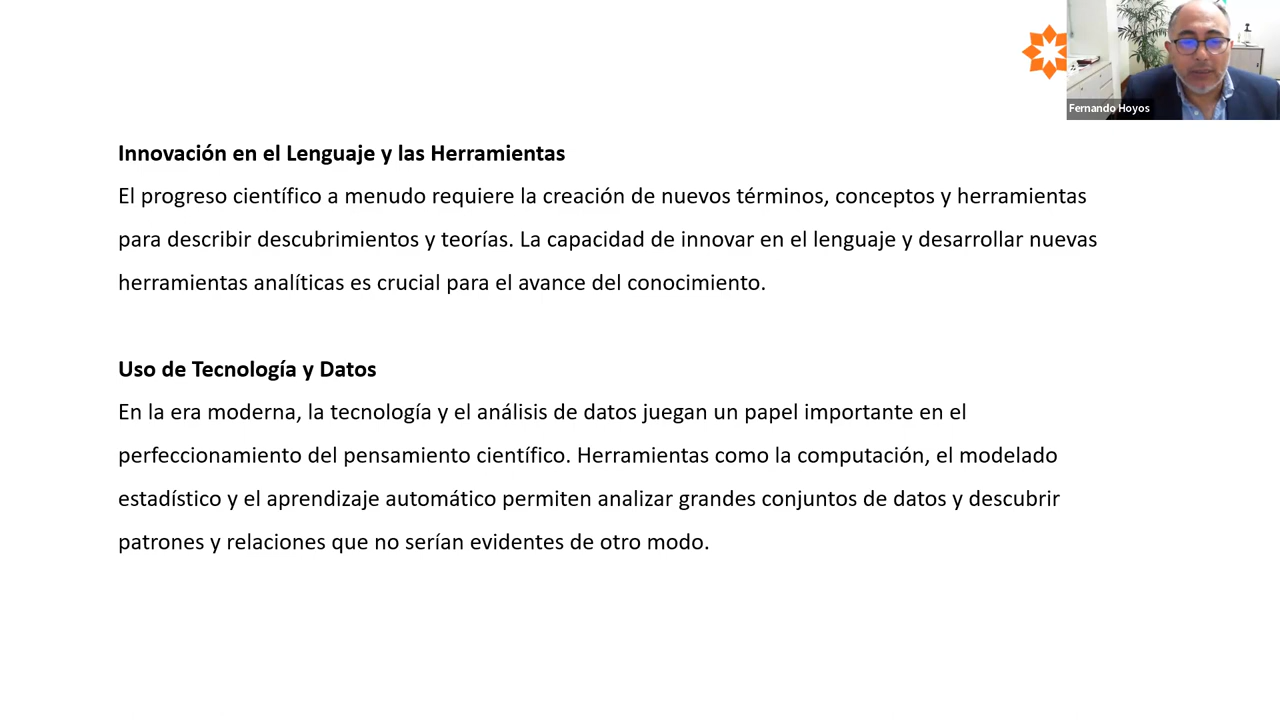 Fernando Hoyos
Innovación en el Lenguaje y las Herramientas
El progreso científico a menudo requiere la creación de nuevos términos, conceptos y herramientas
para describir descubrimientos y teorías. La capacidad de innovar en el lenguaje y desarrollar nuevas
herramientas analíticas es crucial para el avance del conocimiento.
Uso de Tecnología y Datos
En la era moderna, la tecnología y el análisis de datos juegan un papel importante en el
perfeccionamiento del pensamiento científico. Herramientas como la computación, el modelado
estadístico y el aprendizaje automático permiten analizar grandes conjuntos de datos y descubrir
patrones y relaciones que no serían evidentes de otro modo.